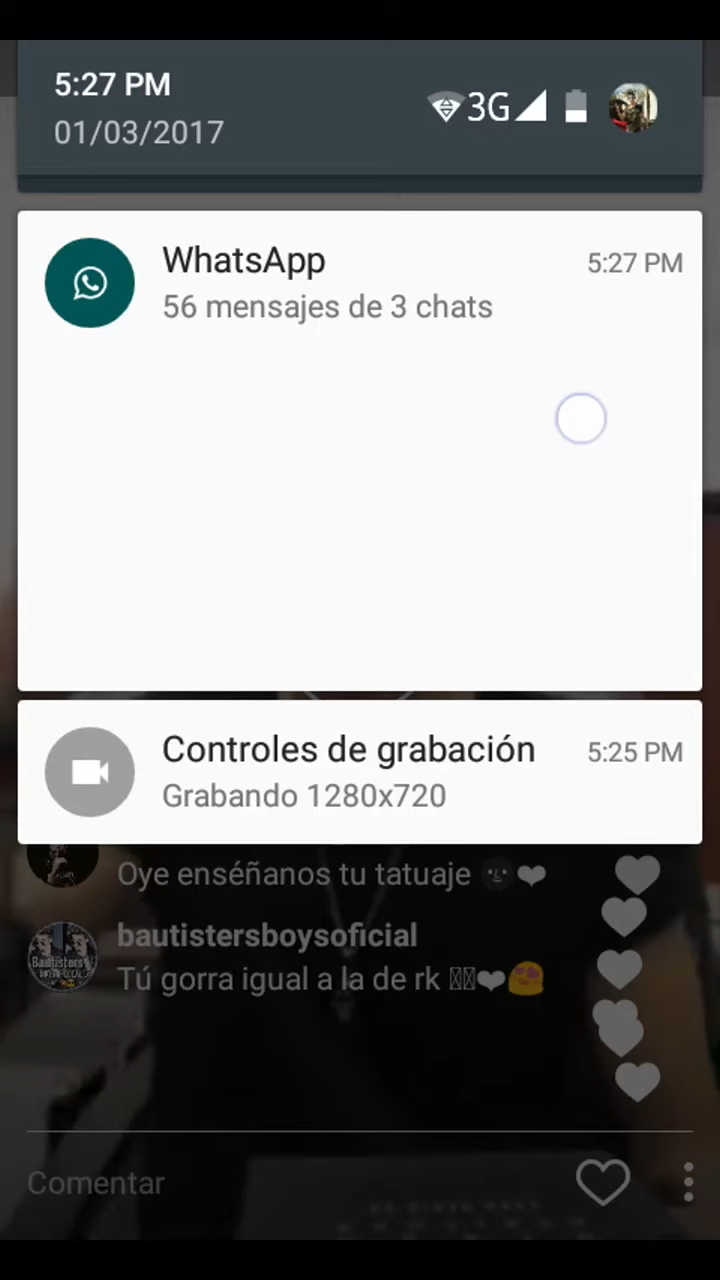 5:27 PM
3G
01/03/2017
WhatsApp
5:27 PM
56 mensajes de 3 chats
Controles de grabación
5:25 PM
Grabando 1280x720
Oye enséñanos tu tatuaje 🌚❤
bautistersboysoficial
Tú gorra igual a la de rk ❤😍
Comentar